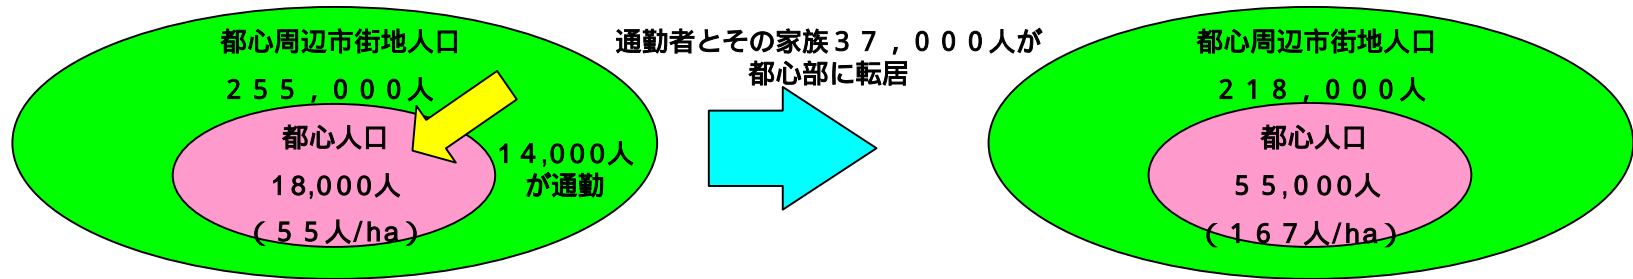 都心周辺市街地人口
２５５，０００人
都心人口
18,000人
（５５人/ha）
１４,０００人
が通勤
通勤者とその家族３７，０００人が
都心部に転居
都心周辺市街地人口
２１８，０００人
都心人口
５５,０００人
（１６７人/ha）